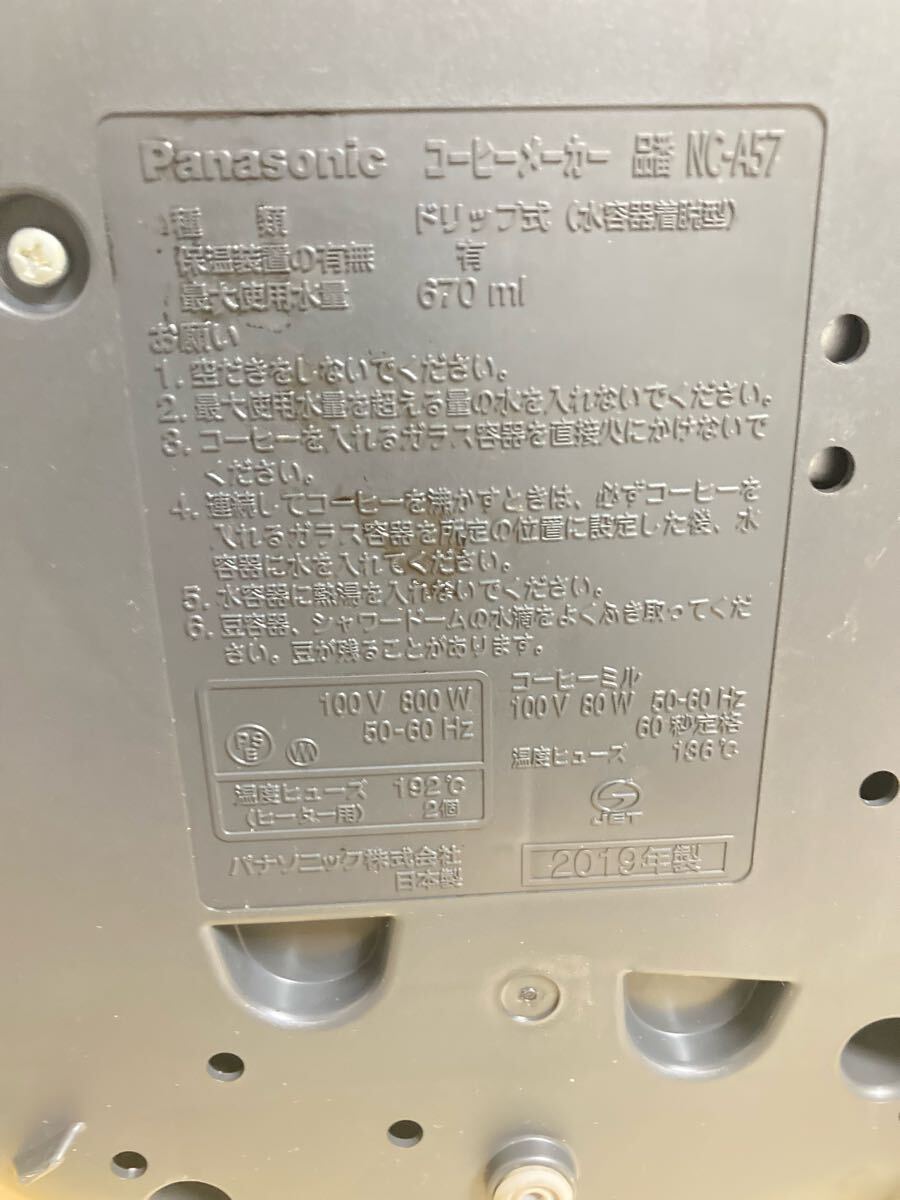 Panasonic コーヒーメーカー 品番 NC-A57
種 類 ドリップ式(水容器着脱型)
保温装置の有無 有
最大使用水量 670 ml
お願い
1. 空だきをしないでください。
2. 最大使用水量を超える量の水を入れないでください。
3. コーヒーを入れるガラス容器を直接火にかけないで
ください。
4. 連続してコーヒーを沸かすときは、必ずコーヒーを
入れるガラス容器を所定の位置に設定した後、水
容器に水を入れてください。
5. 水容器に熱湯を入れないでください。
6. 豆容器、シャワードームの水滴をよくふき取ってくだ
さい。豆が残ることがあります。
100V 800W
50-60 Hz
PS
E
温度ヒューズ 192℃
(ヒーター用) 2個
コーヒーミル
100V 80W 50-60 Hz
60秒定格
温度ヒューズ 136℃
JET
パナソニック株式会社
日本製
2019年製